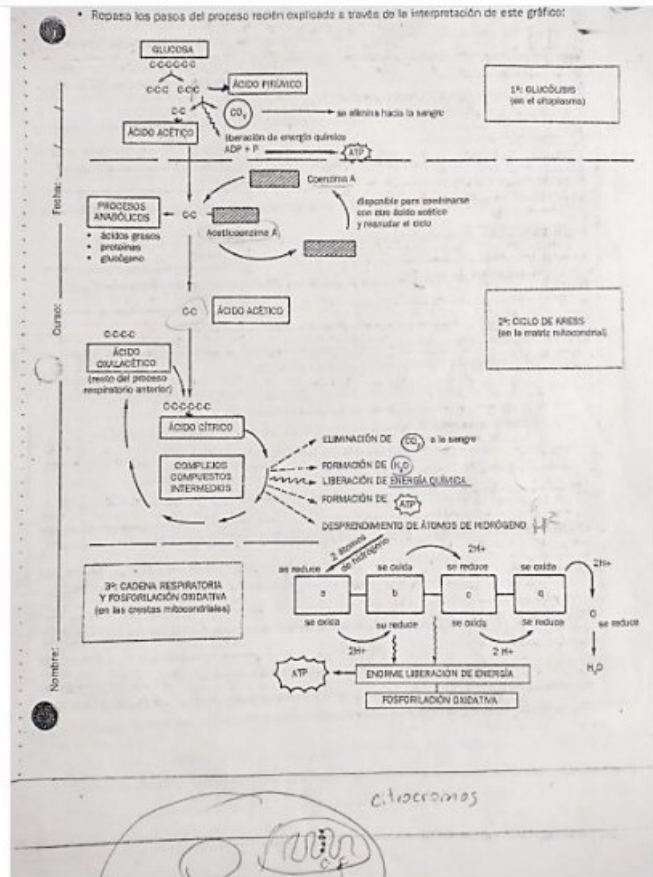 • Repasa los pasos del proceso recién explicado a través de la interpretación de este gráfico:
GLUCOSA
C-C-C-C-C-C
C-C-C C-C-C
ÁCIDO PIRÚVICO
C-C
CO₂
se elimina hacia la sangre
ÁCIDO ACÉTICO
liberación de energía química
ADP + P
ATP
1ª: GLUCÓLISIS
(en el citoplasma)
Fecha:
Coenzima A
PROCESOS
ANABÓLICOS
C-C
• ácidos grasos
• proteínas
• glucógeno
Acetilcoenzima A
disponible para combinarse
con otro ácido acético
y reanudar el ciclo
C-C
ÁCIDO ACÉTICO
2ª: CICLO DE KREBS
(en la matriz mitocondrial)
Curso:
C-C-C-C
ÁCIDO
OXALACÉTICO
(resto del proceso
respiratorio anterior)
C-C-C-C-C-C
ÁCIDO CÍTRICO
COMPLEJOS
COMPUESTOS
INTERMEDIOS
ELIMINACIÓN DE CO₂ a la sangre
FORMACIÓN DE H₂O
LIBERACIÓN DE ENERGÍA QUÍMICA
FORMACIÓN DE ATP
DESPRENDIMIENTO DE ÁTOMOS DE HIDRÓGENO
3ª: CADENA RESPIRATORIA
Y FOSFORILACIÓN OXIDATIVA
(en las crestas mitocondriales)
2 átomos
de hidrógeno
2H+
2H+
se reduce se oxida se reduce se oxida
a b c q
O
se oxida se reduce se oxida se reduce
se reduce
2H+
2 H+
H₂O
ATP
ENORME LIBERACIÓN DE ENERGÍA
FOSFORILACIÓN OXIDATIVA
Nombre:
citocromos